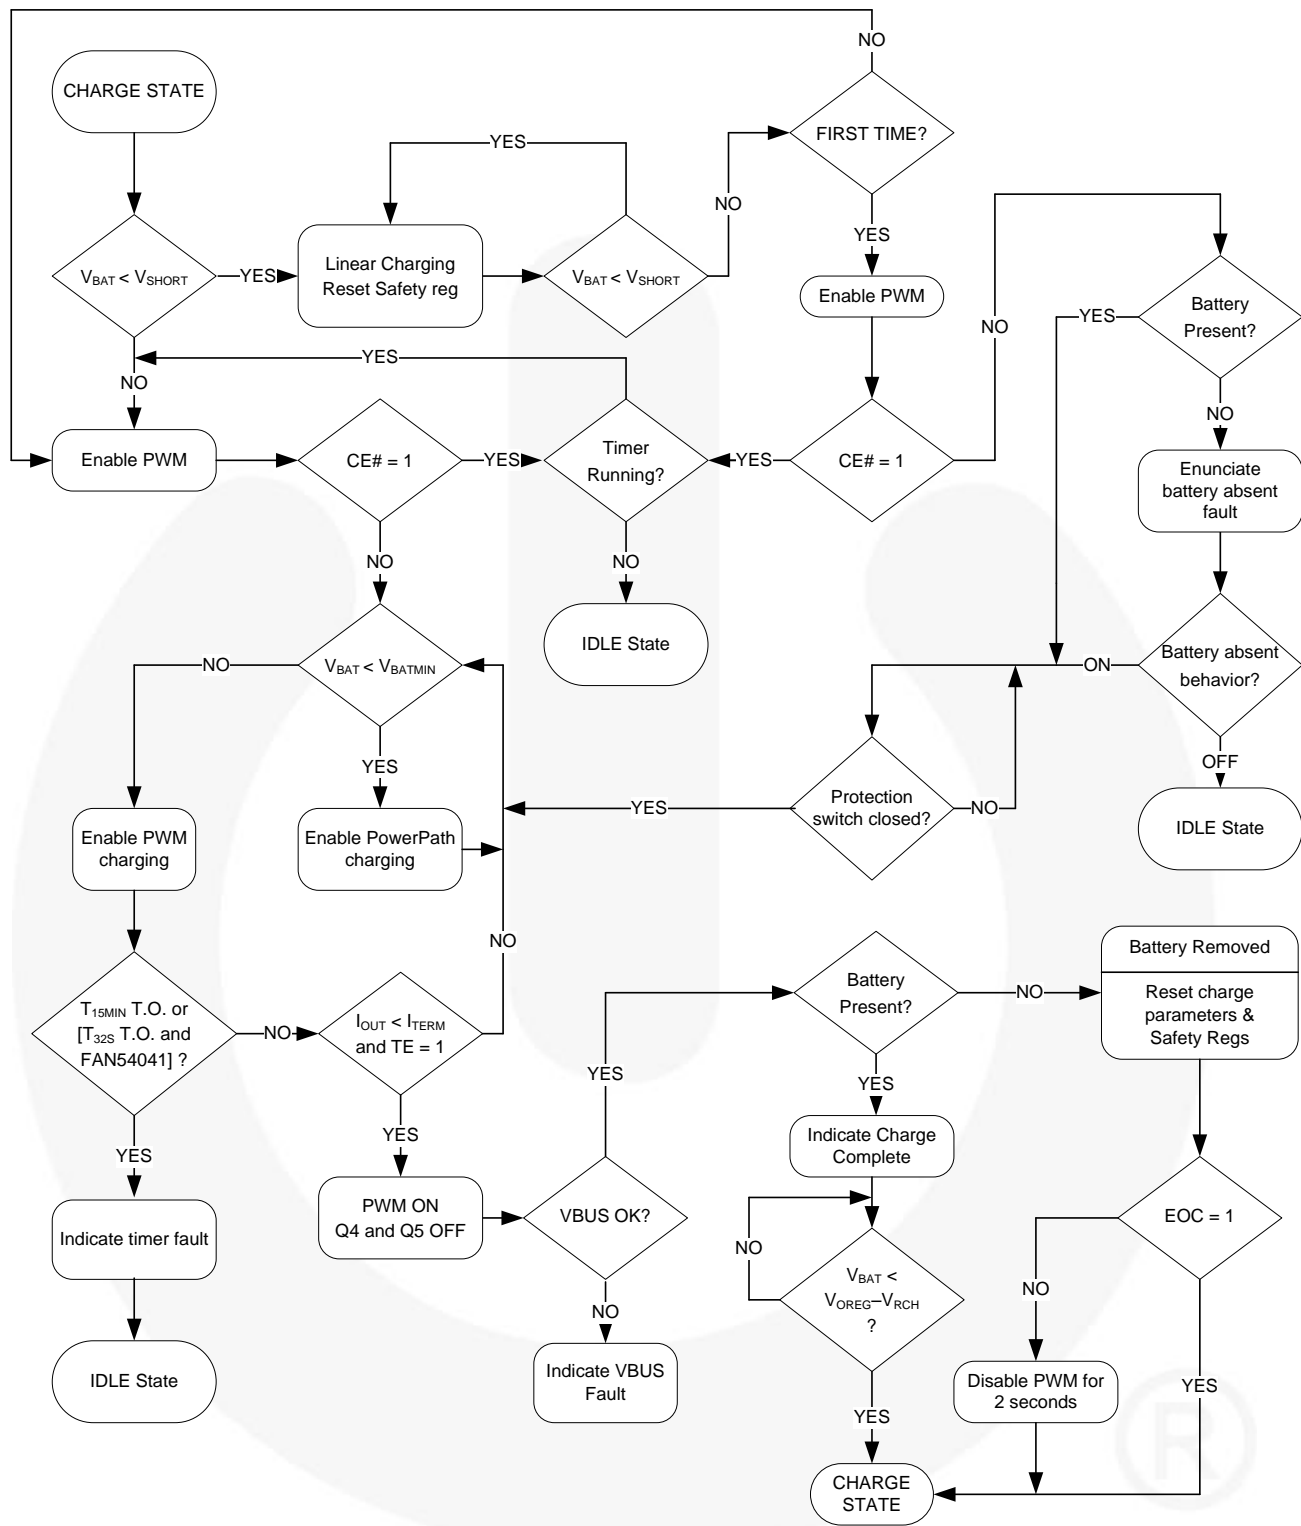 NO
CHARGE STATE
FIRST TIME?
YES
NO
YES
VBAT < VSHORT
YES
Linear Charging
Reset Safety reg
VBAT < VSHORT
Enable PWM
NO
Battery
Present?
YES
YES
NO
NO
Enable PWM
CE# = 1
YES
Timer
Running?
YES
CE# = 1
Enunciate
battery absent
fault
NO
NO
IDLE State
VBAT < VBATMIN
NO
ON
Battery absent
behavior?
YES
OFF
Enable PWM
charging
Enable PowerPath
charging
YES
Protection
switch closed?
NO
IDLE State
NO
T15MIN T.O. or
[T32S T.O. and
FAN54041] ?
NO
IOUT < ITERM
and TE = 1
Battery
Present?
NO
Battery Removed
Reset charge
parameters &
Safety Regs
YES
YES
YES
YES
Indicate Charge
Complete
Indicate timer fault
PWM ON
Q4 and Q5 OFF
VBUS OK?
EOC = 1
NO
VBAT <
VOREG–VRCH
?
NO
NO
IDLE State
Indicate VBUS
Fault
Disable PWM for
2 seconds
YES
YES
CHARGE
STATE
®